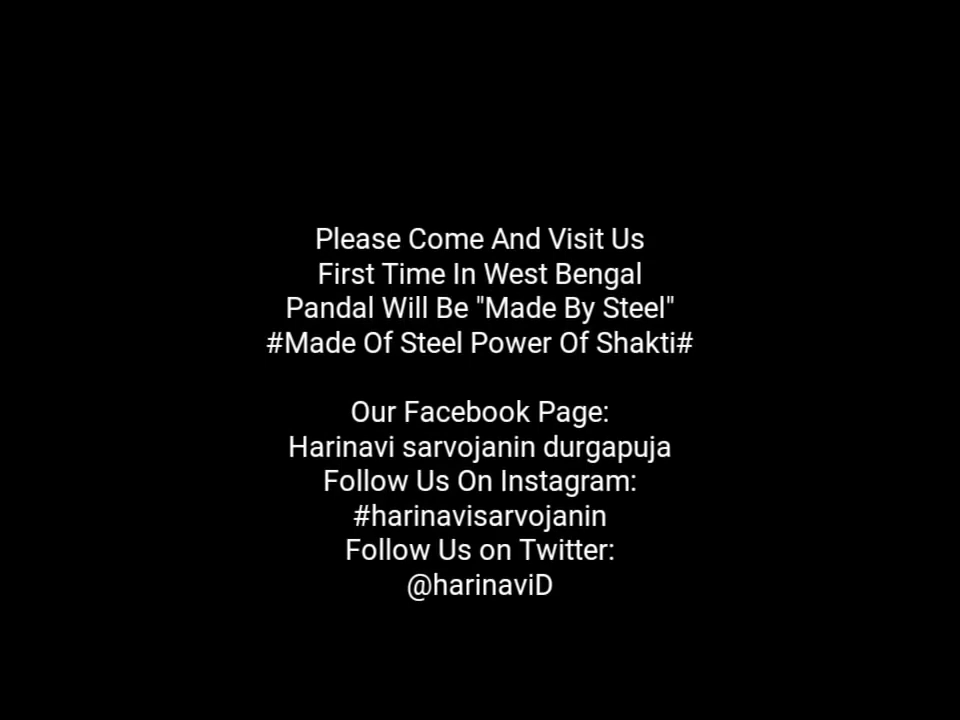 Please Come And Visit Us
First Time In West Bengal
Pandal Will Be "Made By Steel"
#Made Of Steel Power Of Shakti#
Our Facebook Page:
Harinavi sarvojanin durgapuja
Follow Us On Instagram:
#harinavisarvojanin
Follow Us on Twitter:
@harinaviD